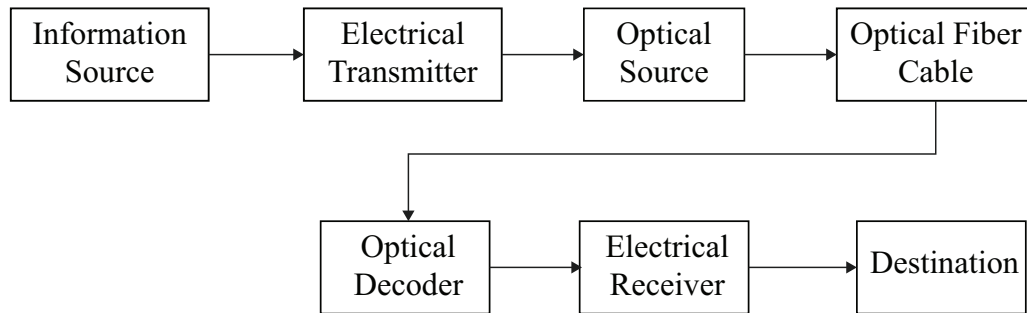 Information
Source
Electrical
Transmitter
Optical
Source
Optical Fiber
Cable
Optical
Decoder
Electrical
Receiver
Destination